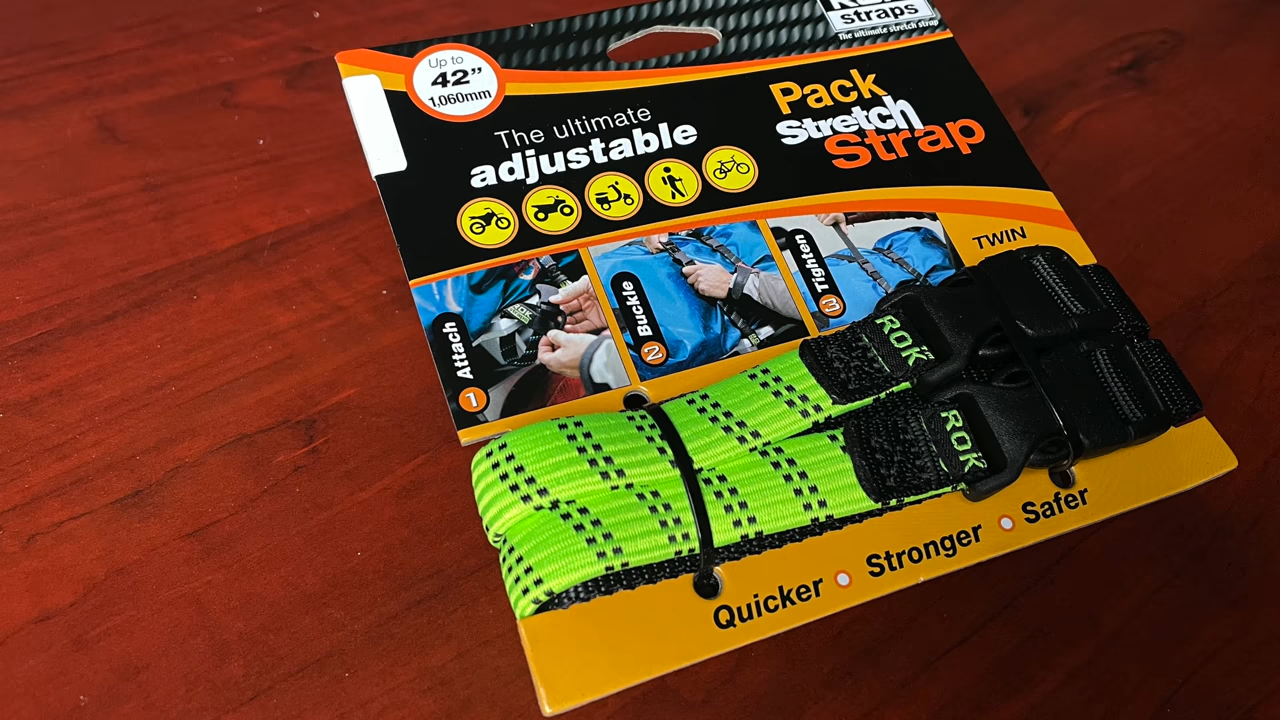 straps
The ultimate stretch strap
Up to
42”
1,060mm
The ultimate
adjustable
Pack
Stretch
Strap
1 Attach
2 Buckle
3 Tighten
TWIN
ROK
ROK
Quicker Stronger Safer